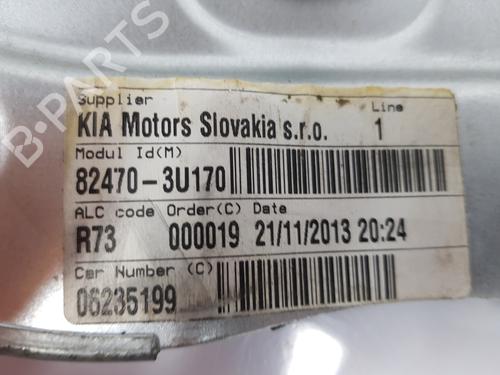 Supplier Line
KIA Motors Slovakia s.r.o. 1
Modul Id(M)
82470-3U170
ALC code Order(C) Date
R73 000019 21/11/2013 20:24
Car Number (C)
06235199
B-PARTS